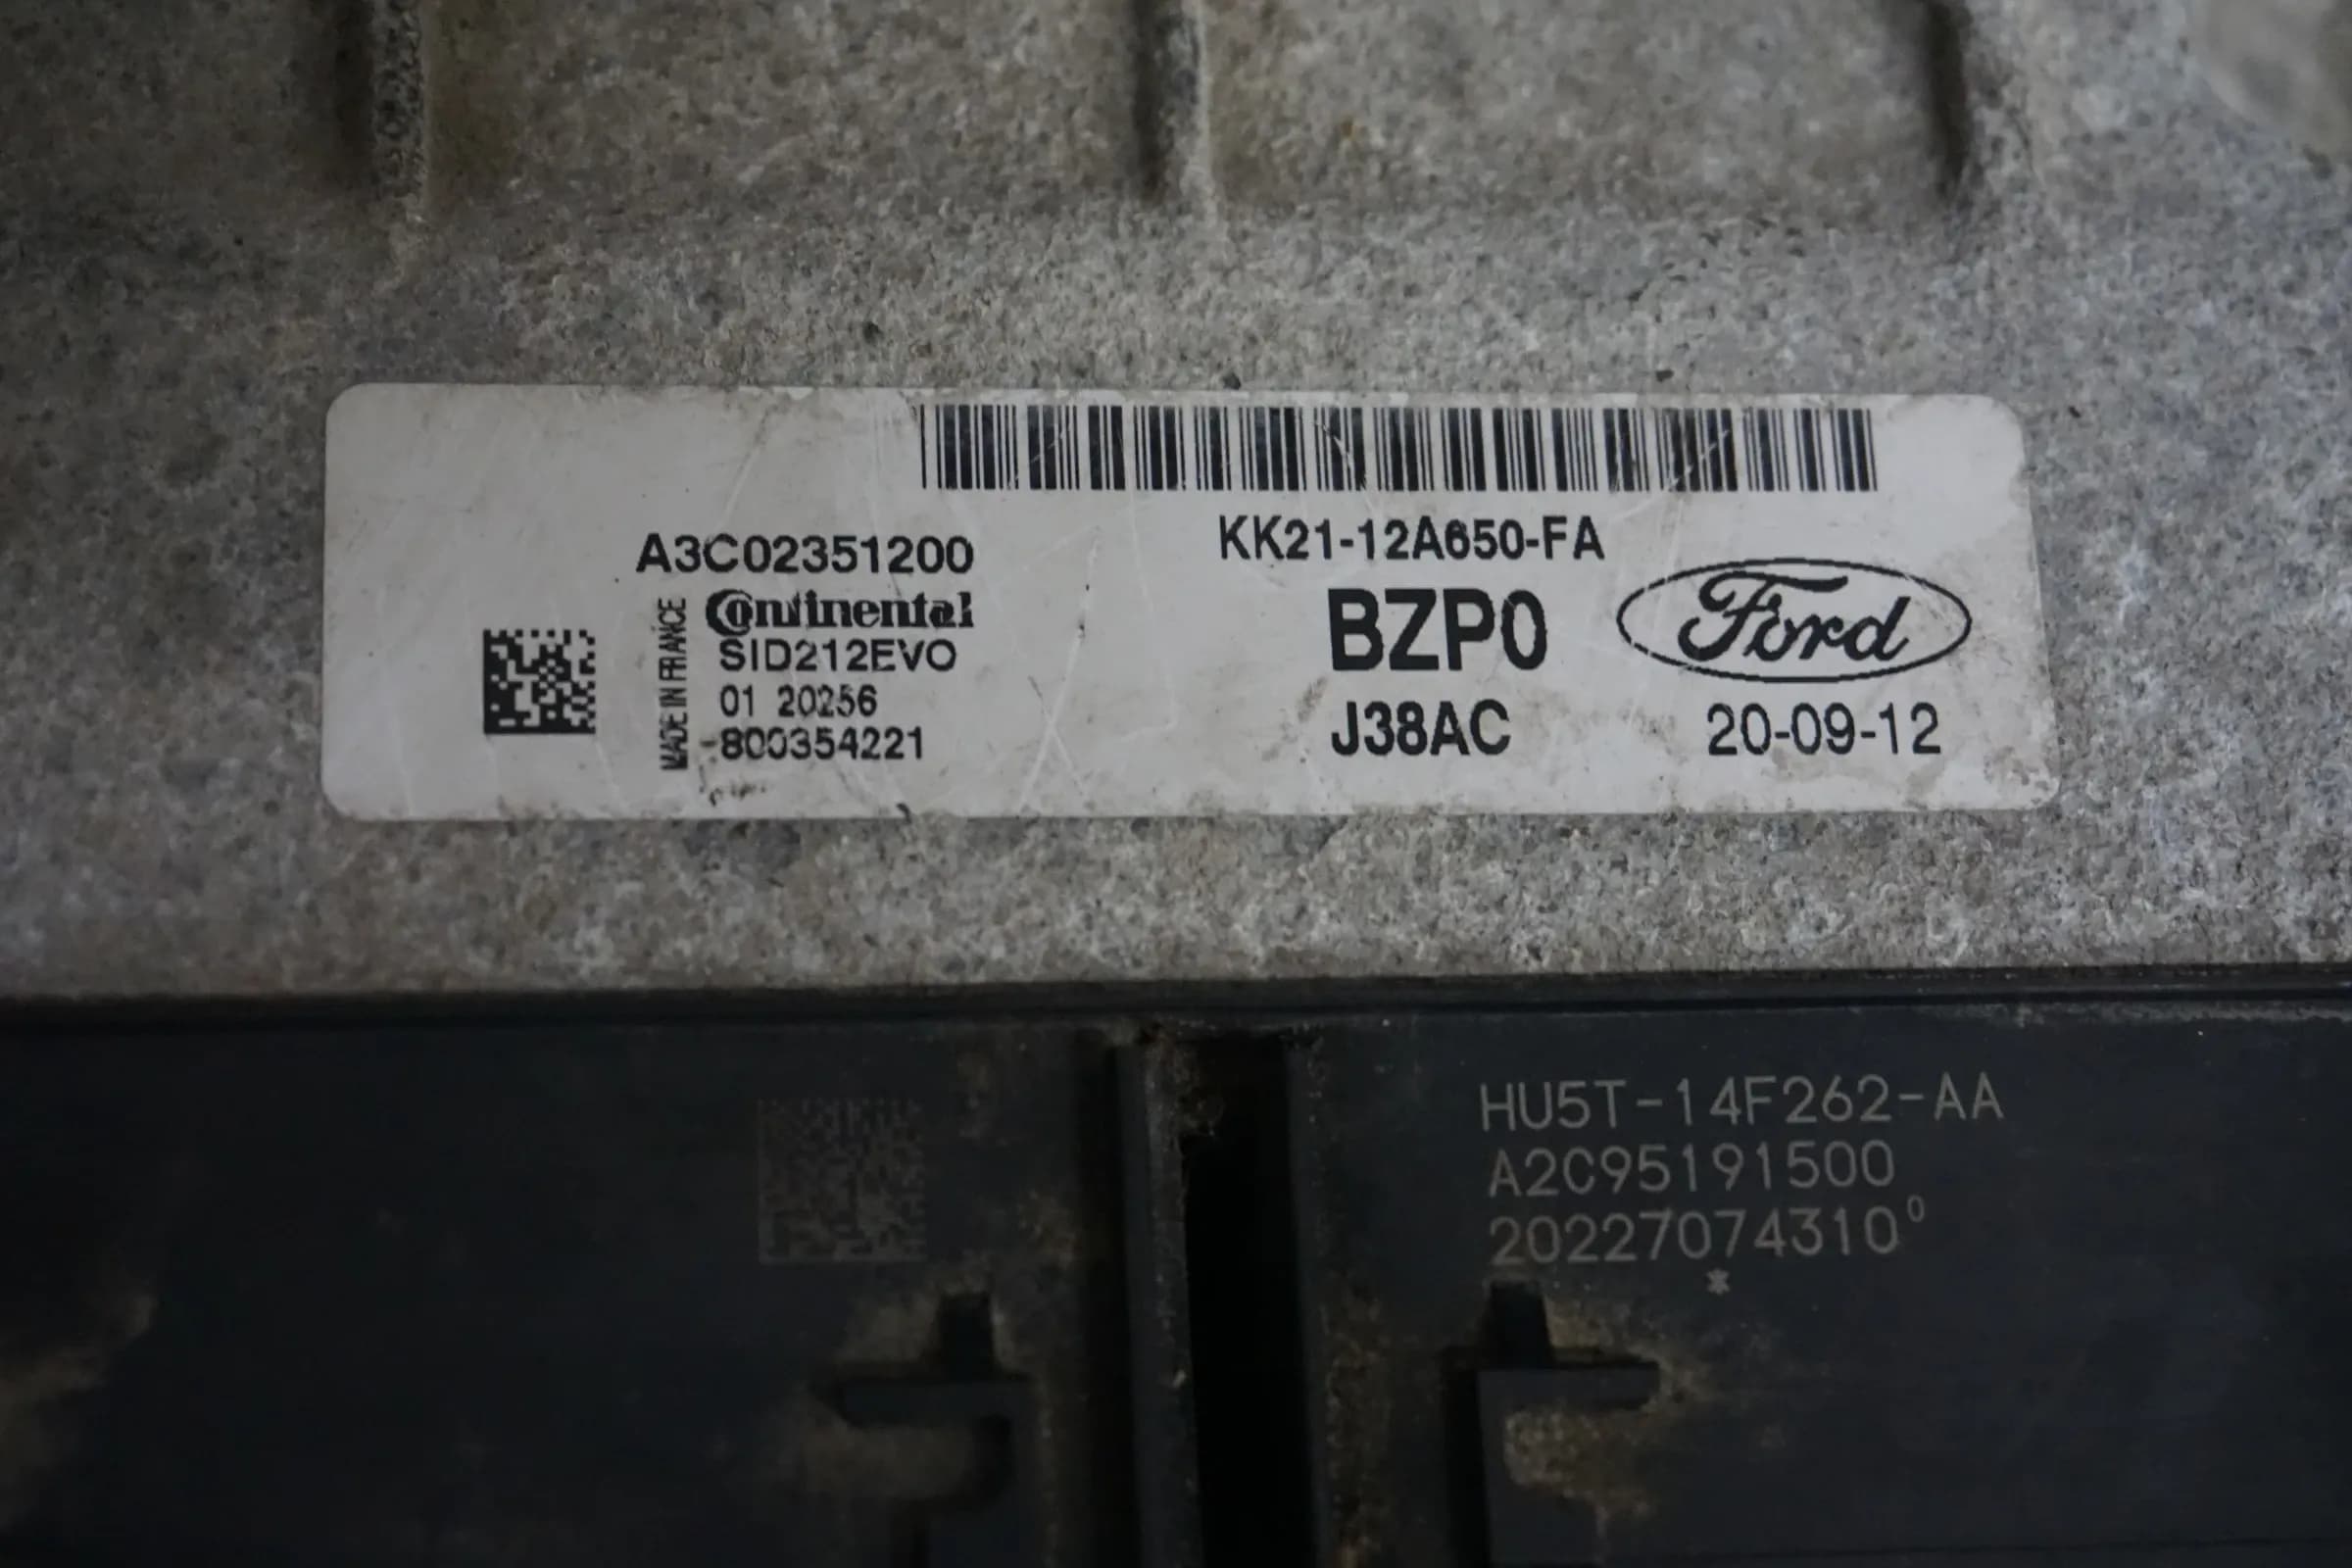 A3C02351200
Continental
SID212EVO
01 20256
800354221
MADE IN FRANCE
KK21-12A650-FA
BZP0
Ford
J38AC
20-09-12
HU5T-14F262-AA
A2C95191500
20227074310⁰
*